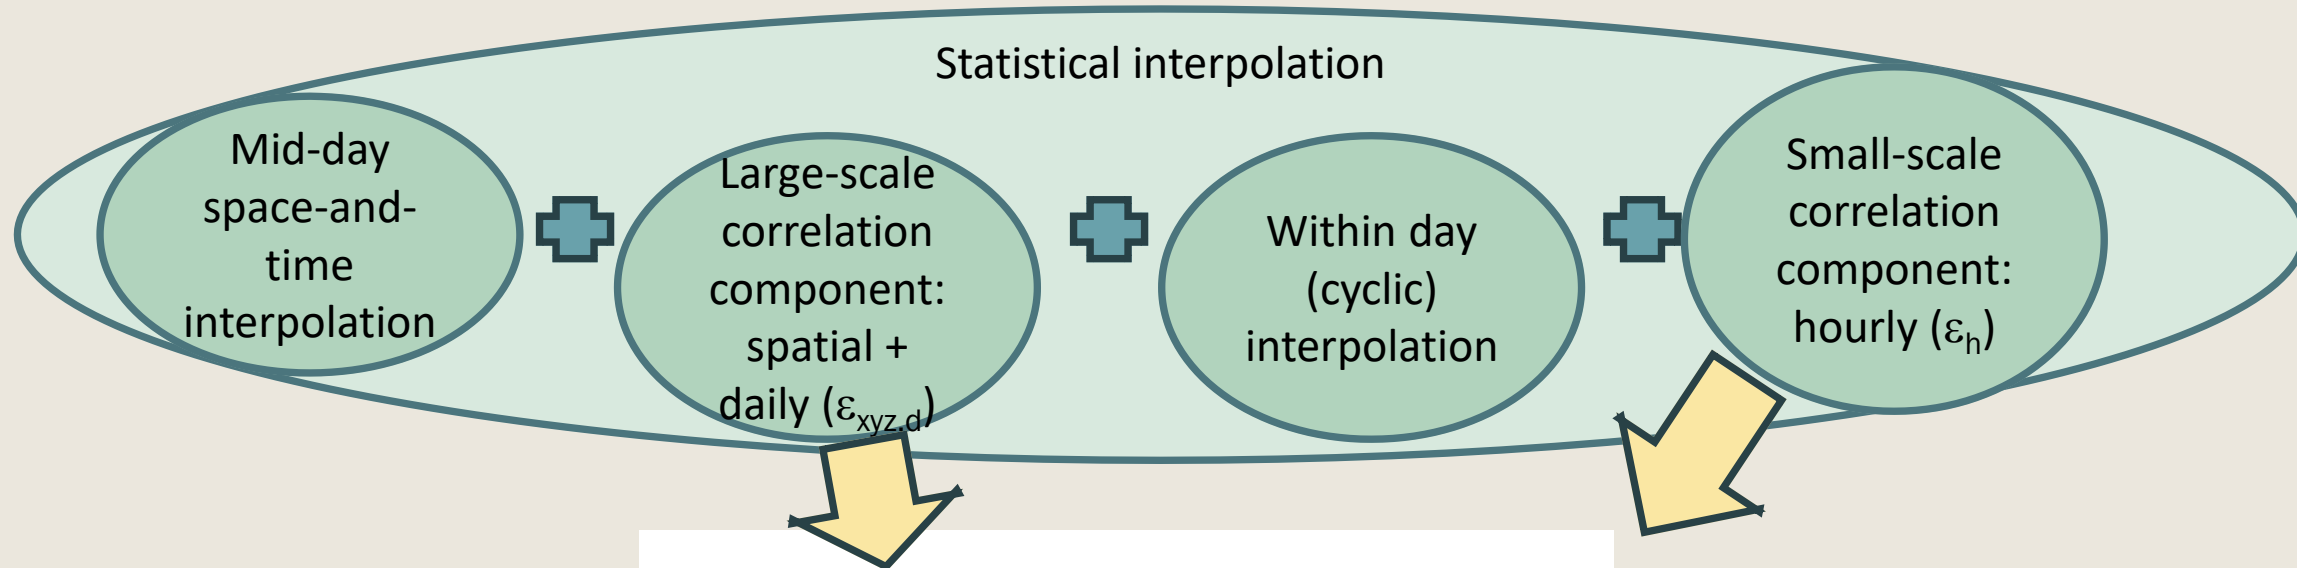 Statistical interpolation
Mid-day
space-and-
time
interpolation
Large-scale
correlation
component:
spatial +
daily (εxyz,d)
Within day
(cyclic)
interpolation
Small-scale
correlation
component:
hourly (εh)